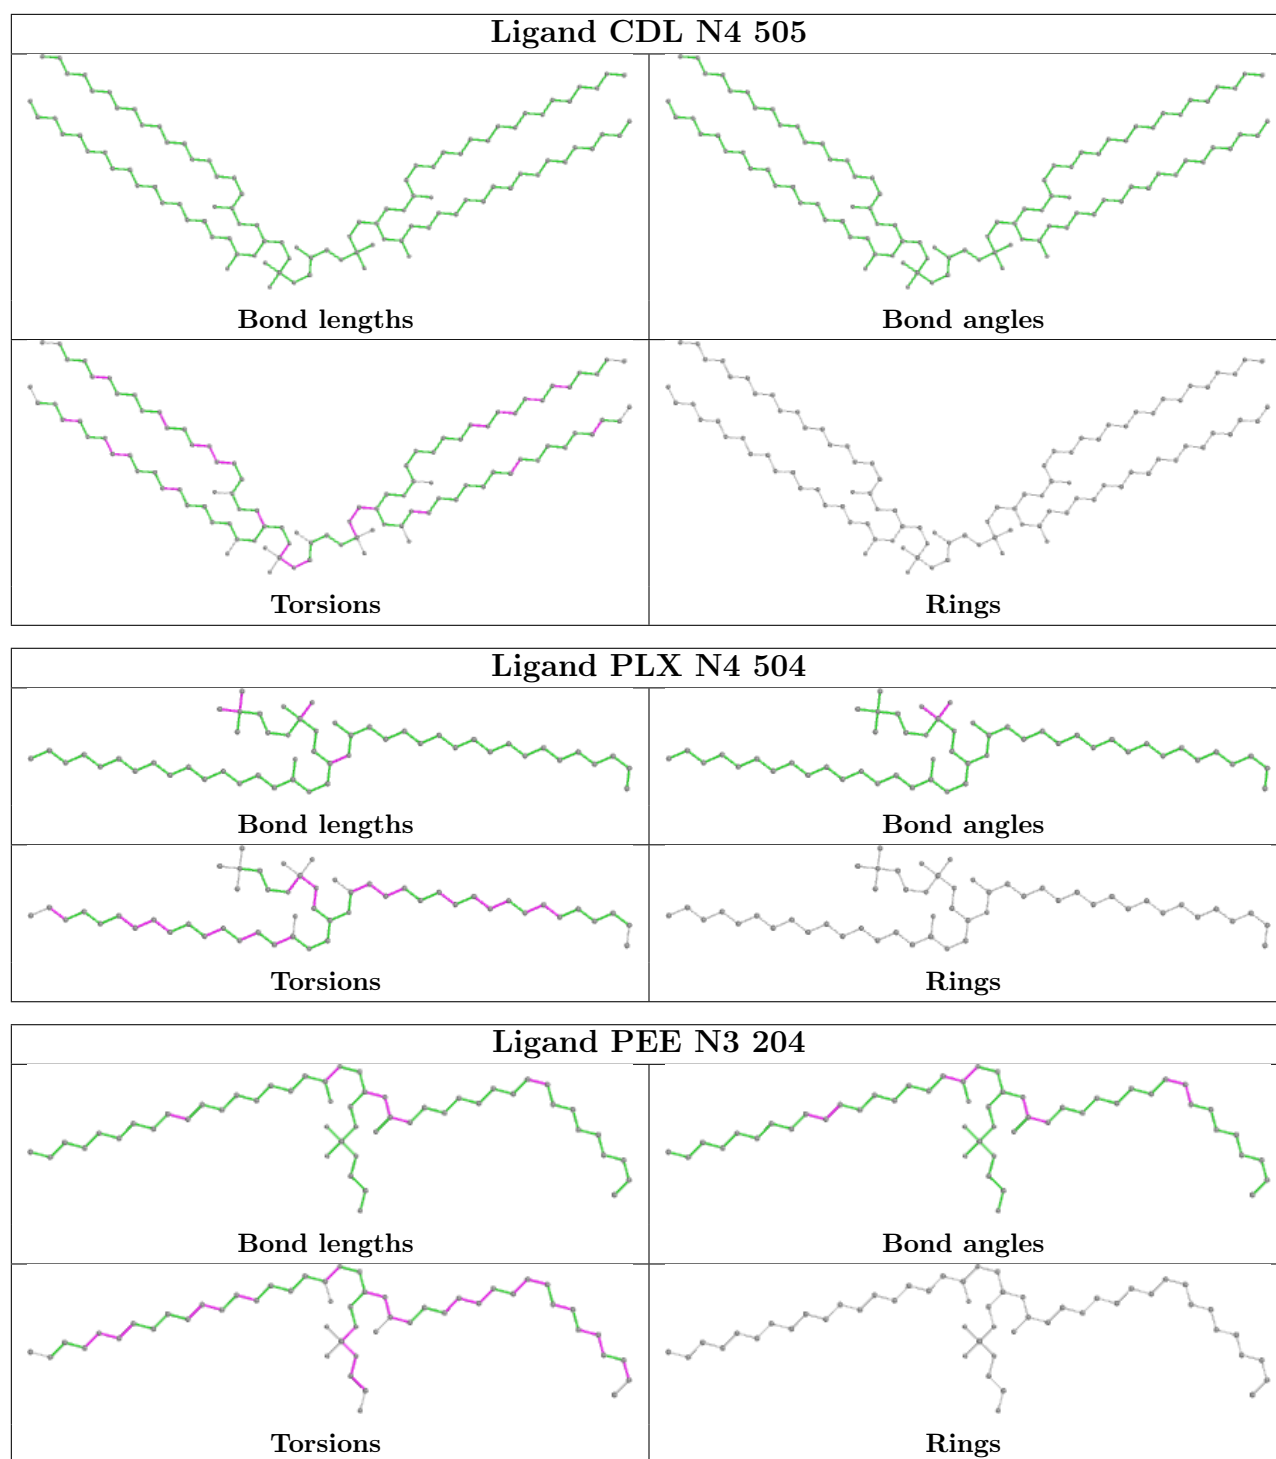 Ligand CDL N4 505
Bond lengths
Bond angles
Torsions
Rings
Ligand PLX N4 504
Bond lengths
Bond angles
Torsions
Rings
Ligand PEE N3 204
Bond lengths
Bond angles
Torsions
Rings